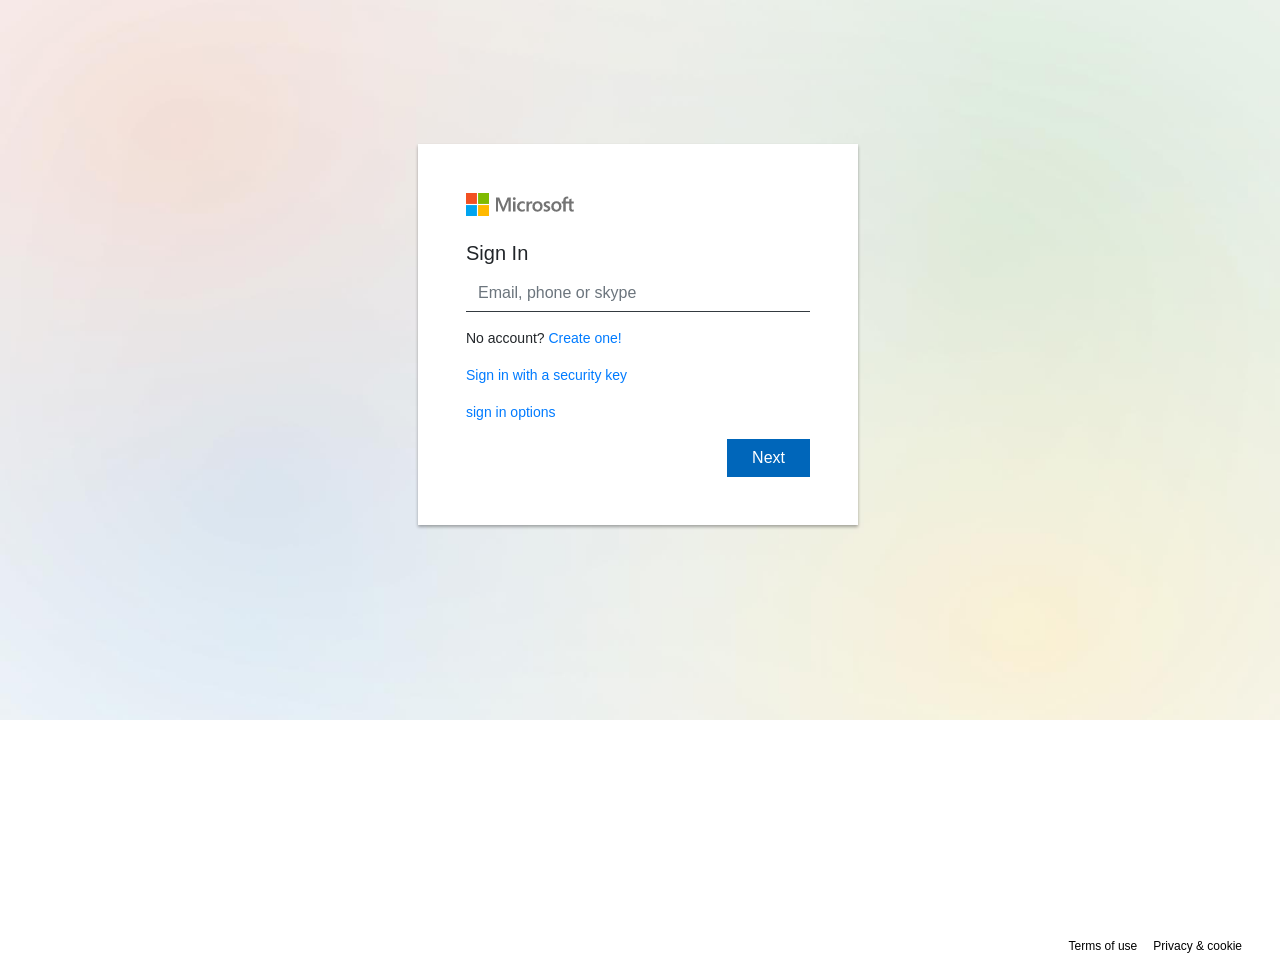 Microsoft
Sign In
Email, phone or skype
No account? Create one!
Sign in with a security key
sign in options
Next
Terms of use Privacy & cookie